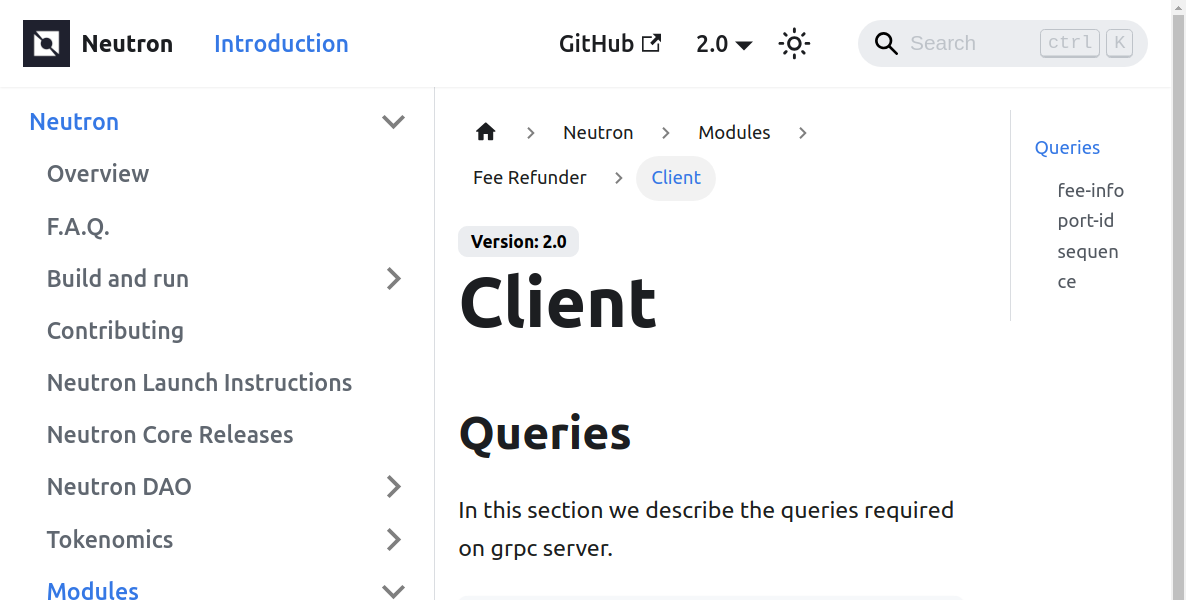 Neutron Introduction GitHub 2.0 Search ctrl K
Neutron
Overview
F.A.Q.
Build and run
Contributing
Neutron Launch Instructions
Neutron Core Releases
Neutron DAO
Tokenomics
Modules
Neutron Modules
Fee Refunder Client
Version: 2.0
Client
Queries
In this section we describe the queries required
on grpc server.
Queries
fee-info
port-id
sequen
ce